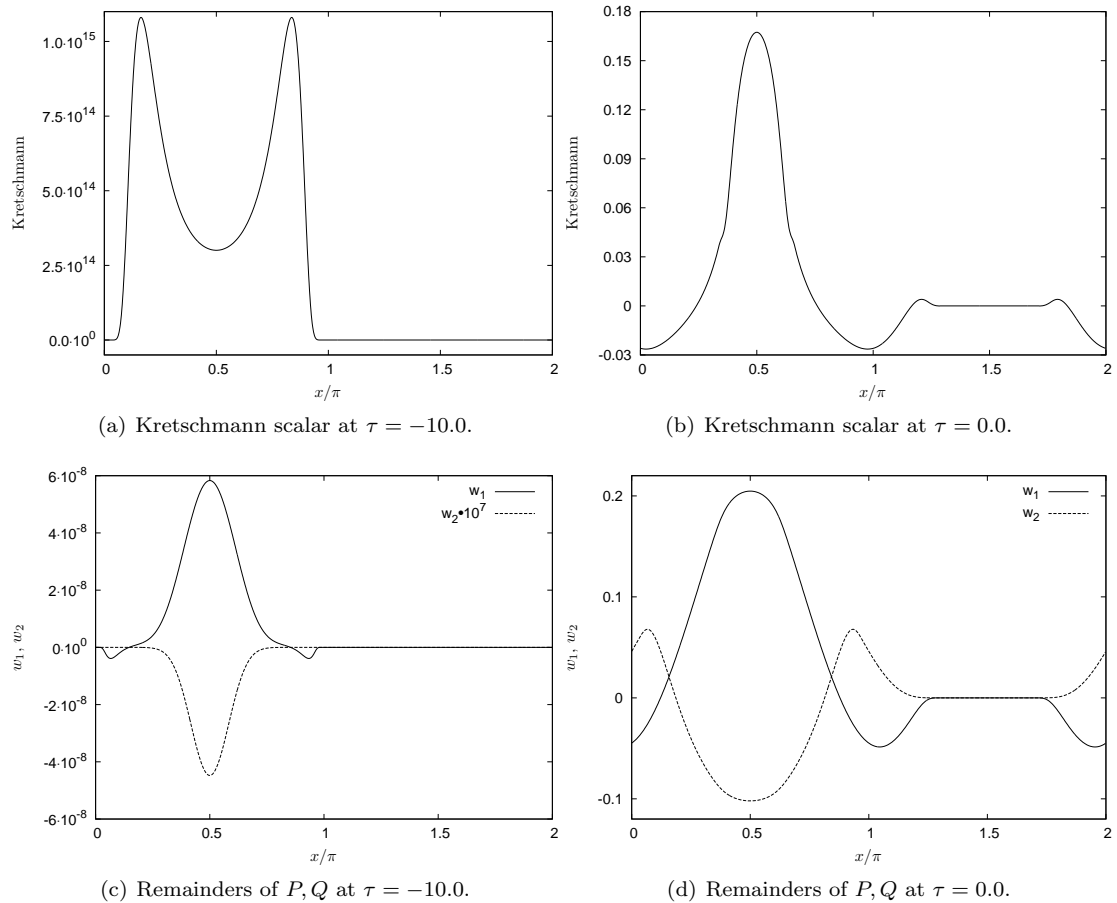 1.0·10^15
7.5·10^14
5.0·10^14
2.5·10^14
0.0·10^0
Kretschmann
0 0.5 1 1.5 2
x/π
(a) Kretschmann scalar at τ = −10.0.
0.18
0.15
0.12
0.09
0.06
0.03
0
-0.03
Kretschmann
0 0.5 1 1.5 2
x/π
(b) Kretschmann scalar at τ = 0.0.
6·10^-8
4·10^-8
2·10^-8
0·10^0
-2·10^-8
-4·10^-8
-6·10^-8
w₁, w₂
w₁
w₂•10^7
0 0.5 1 1.5 2
x/π
(c) Remainders of P, Q at τ = −10.0.
0.2
0.1
0
-0.1
w₁, w₂
w₁
w₂
0 0.5 1 1.5 2
x/π
(d) Remainders of P, Q at τ = 0.0.